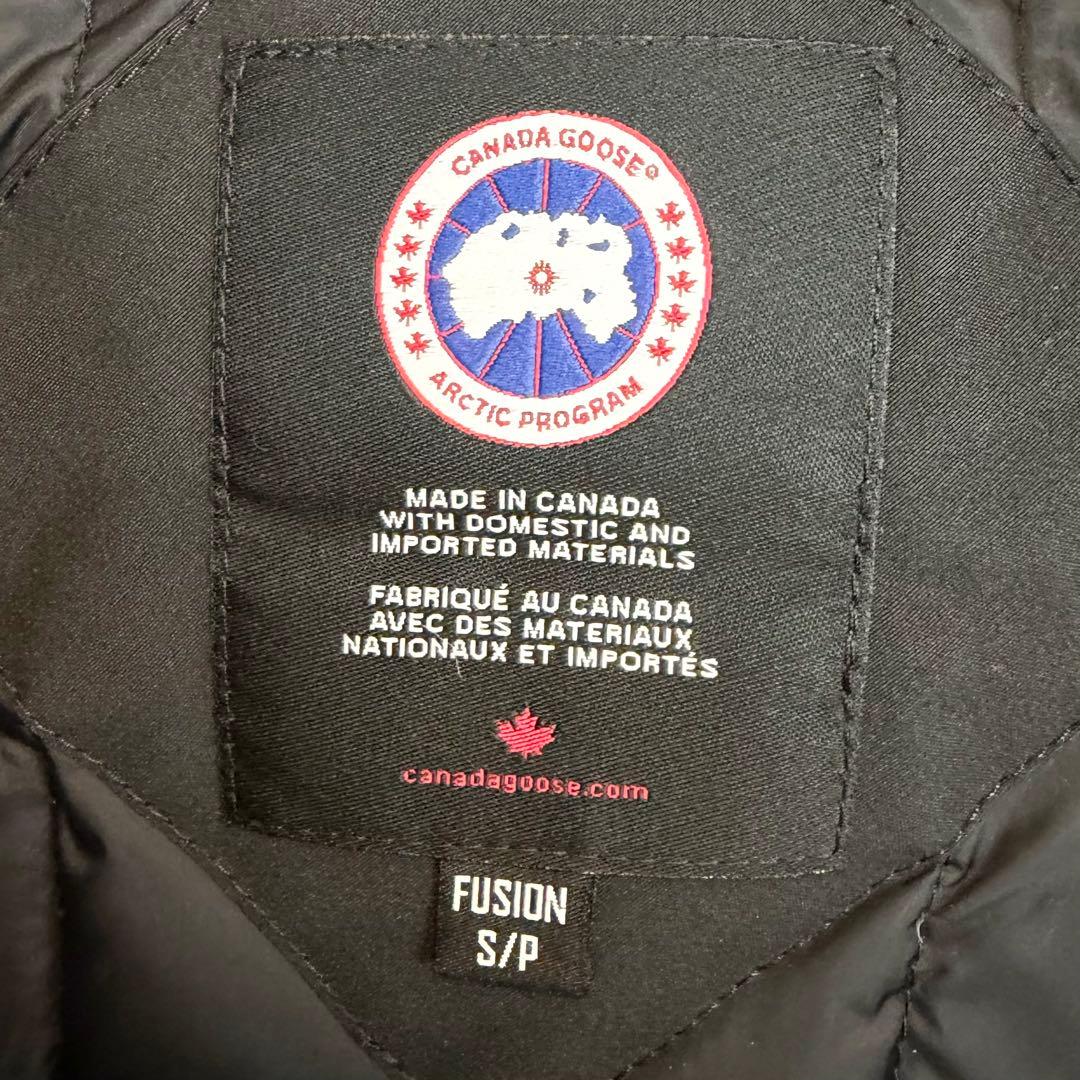 CANADA GOOSE®
ARCTIC PROGRAM
MADE IN CANADA
WITH DOMESTIC AND
IMPORTED MATERIALS
FABRIQUÉ AU CANADA
AVEC DES MATERIAUX
NATIONAUX ET IMPORTÉS
canadagoose.com
FUSION
S/P